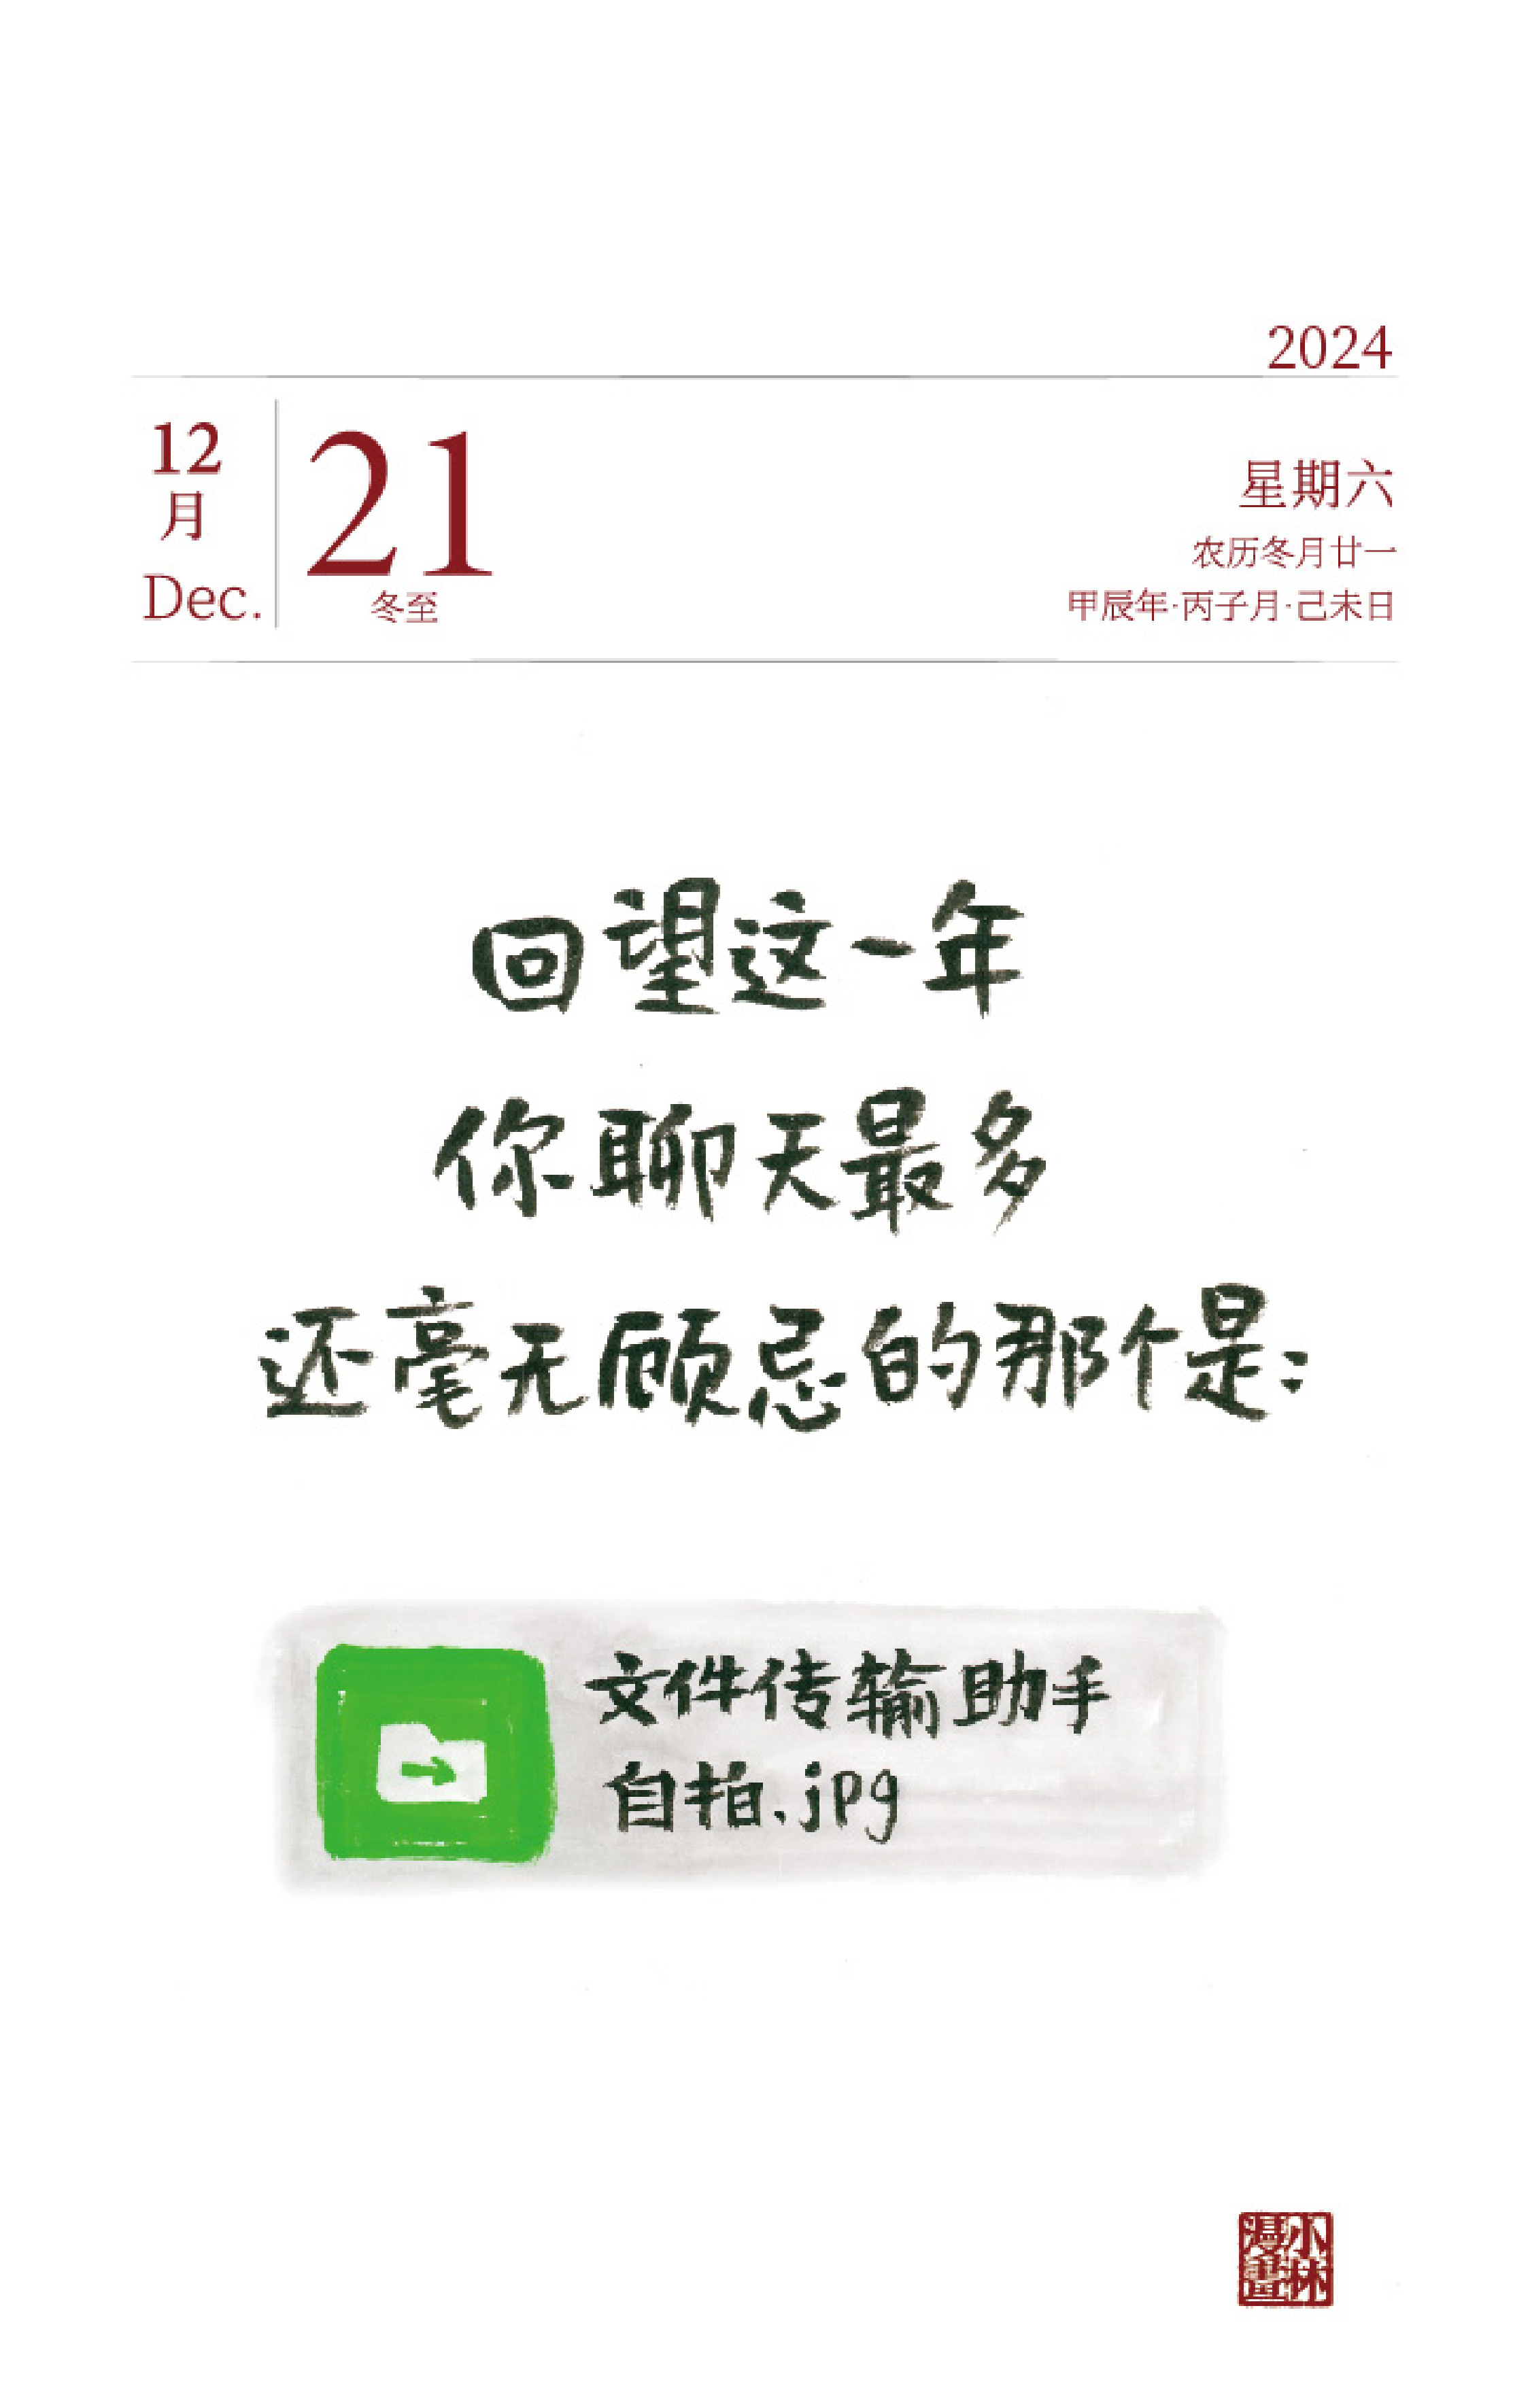 2024
12
月
Dec.
21
冬至
星期六
农历冬月廿一
甲辰年·丙子月·己未日
回望这一年
你聊天最多
还毫无顾忌的那个是：
文件传输助手
自拍.jpg
小林
漫畫